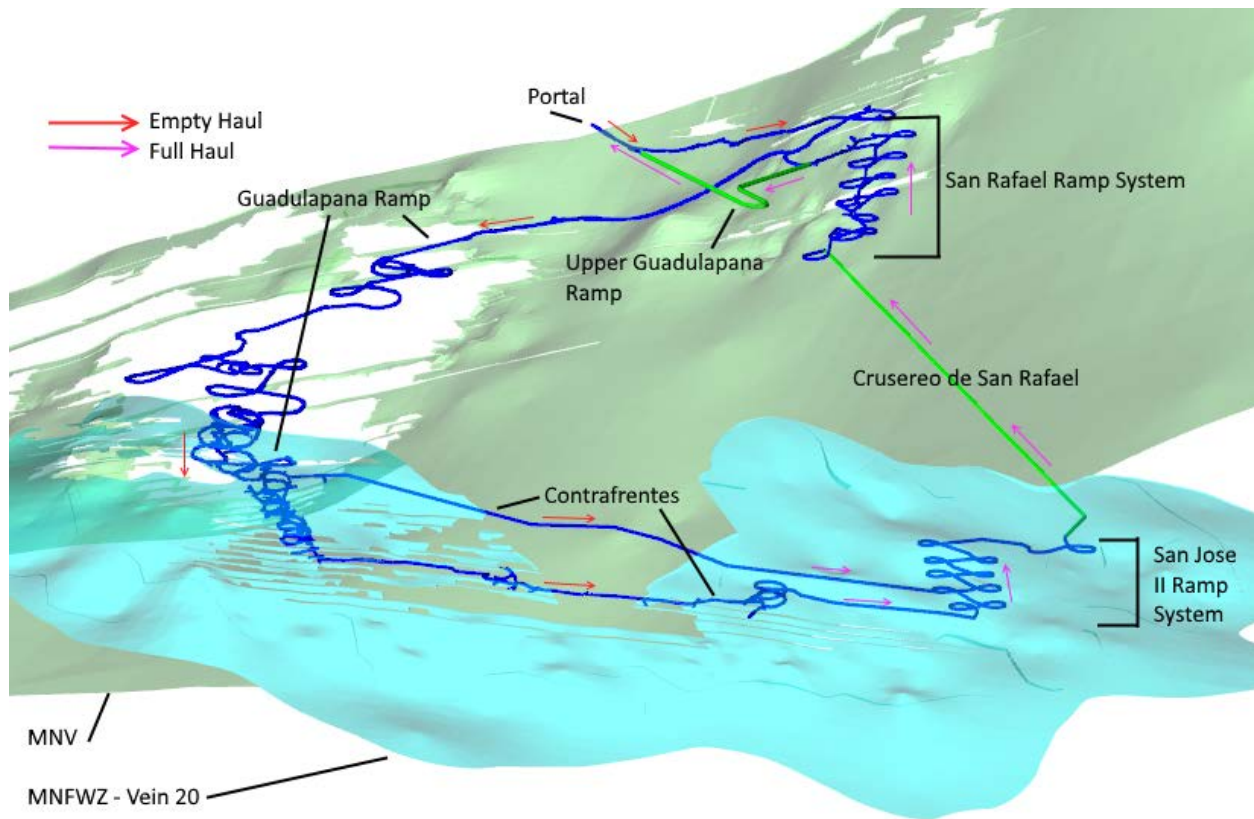 Portal
Empty Haul
Full Haul
San Rafael Ramp System
Guadulapana Ramp
Upper Guadulapana
Ramp
Crusereo de San Rafael
Contrafrentes
San Jose
II Ramp
System
MNV
MNFWZ - Vein 20